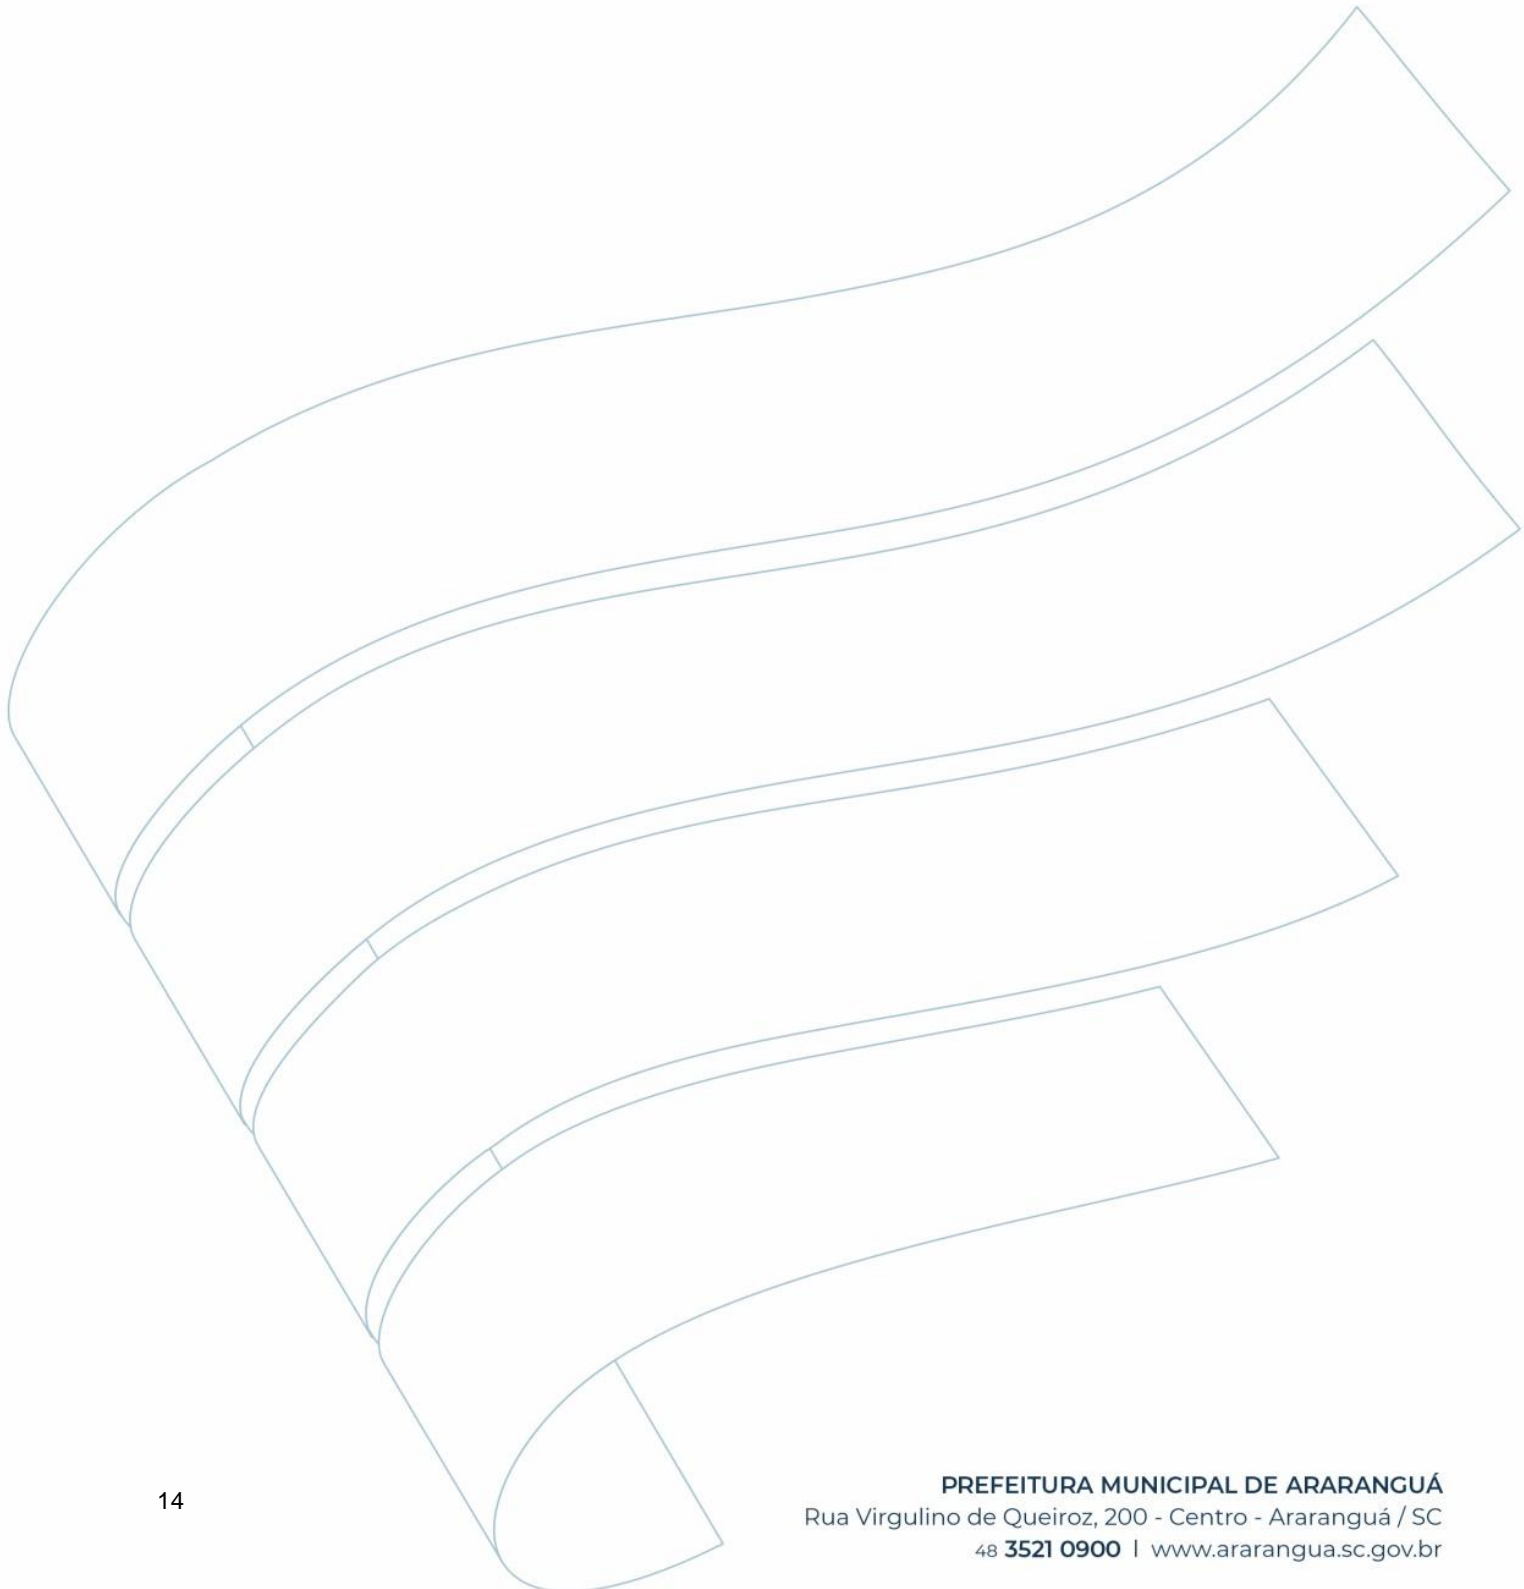 14
PREFEITURA MUNICIPAL DE ARARANGUÁ
Rua Virgulino de Queiroz, 200 - Centro - Araranguá / SC
48 3521 0900 | www.ararangua.sc.gov.br